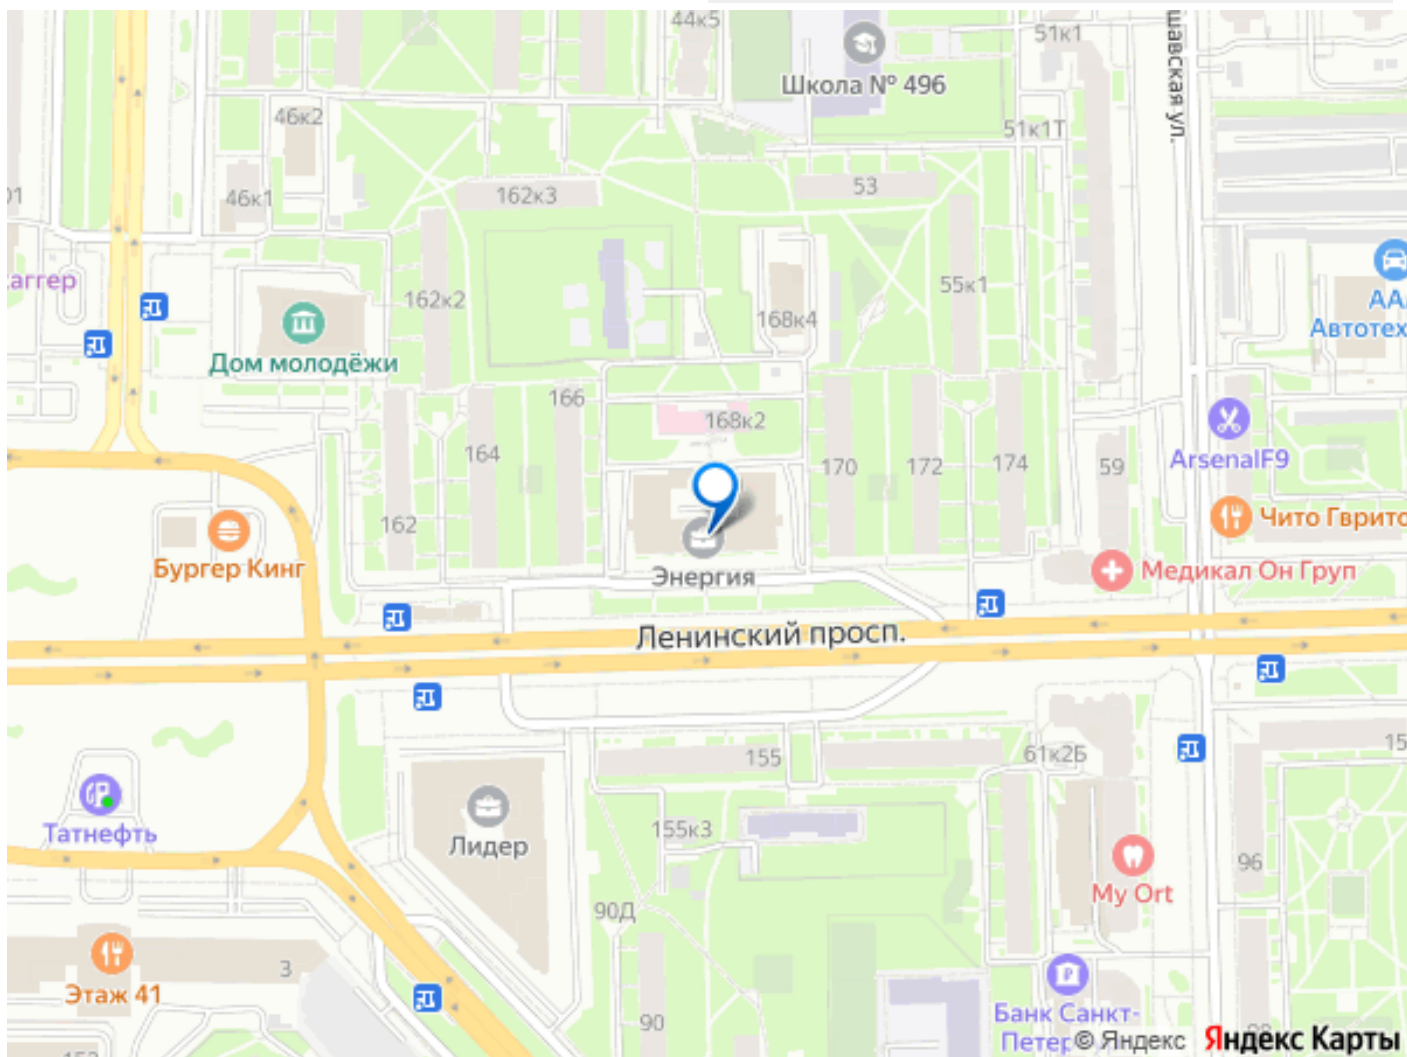 44к5
51к1
Школа № 496
шавская ул.
46к2
51к1Т
162к3
53
46к1
01
аггер
162к2
55к1
168к4
ААА
Автотех
Дом молодёжи
166
168к2
164
170
172
174
59
ArsenalF9
162
Чито Гврито
Бургер Кинг
Энергия
Медикал Он Груп
Ленинский просп.
155
61к2Б
15
Татнефть
155к3
Лидер
96
My Ort
90Д
3
Этаж 41
90
Банк Санкт-
Петер
© Яндекс
Яндекс Карты